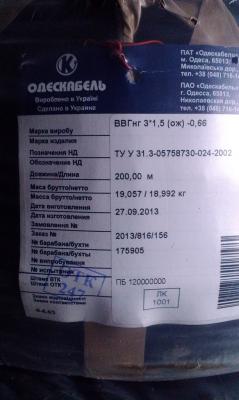 К
ОДЕСКАБЕЛЬ
Вироблено в Україні
Сделано в Украине
ПАТ «Одескабель»
м. Одеса, 65013
Миколаївська дор.
тел. +38 (048) 716-1
ПАО «Одескабель»
г. Одесса, 65013,
Николаевская дор.
тел. +38 (048) 716-
Марка виробу
Марка изделия
ВВГнг 3*1,5 (ож) -0,66
Позначення НД
Обозначение НД
ТУ У 31.3-05758730-024-2002
Довжина/Длина
200,00 м
Маса брутто/нетто
Масса брутто/нетто
19,057 / 18,992 кг
Дата виготовлення
Дата изготовления
27.09.2013
Замовлення №
Заказ №
2013/816/156
№ барабана/бухти
№ барабана/бухты
175905
№ випробування
№ испытания
Штамп ВТК
Штамп ОТК
ВТК
247
ПБ 120000000
ЛК
1001